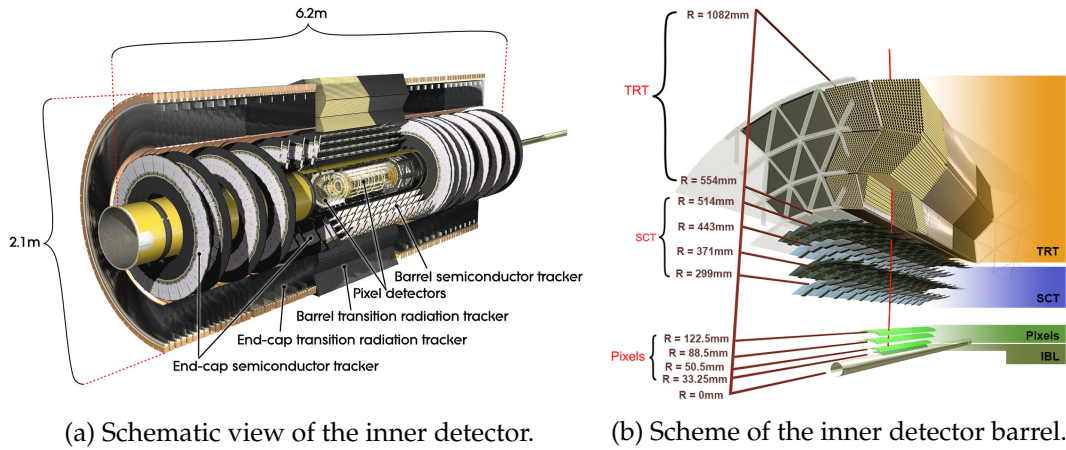 6.2m
2.1m
Barrel semiconductor tracker
Pixel detectors
Barrel transition radiation tracker
End-cap transition radiation tracker
End-cap semiconductor tracker
(a) Schematic view of the inner detector.
R = 1082mm
TRT
R = 554mm
R = 514mm
R = 443mm
SCT
R = 371mm
R = 299mm
Pixels
R = 122.5mm
R = 88.5mm
R = 50.5mm
R = 33.25mm
R = 0mm
TRT
SCT
Pixels
IBL
(b) Scheme of the inner detector barrel.